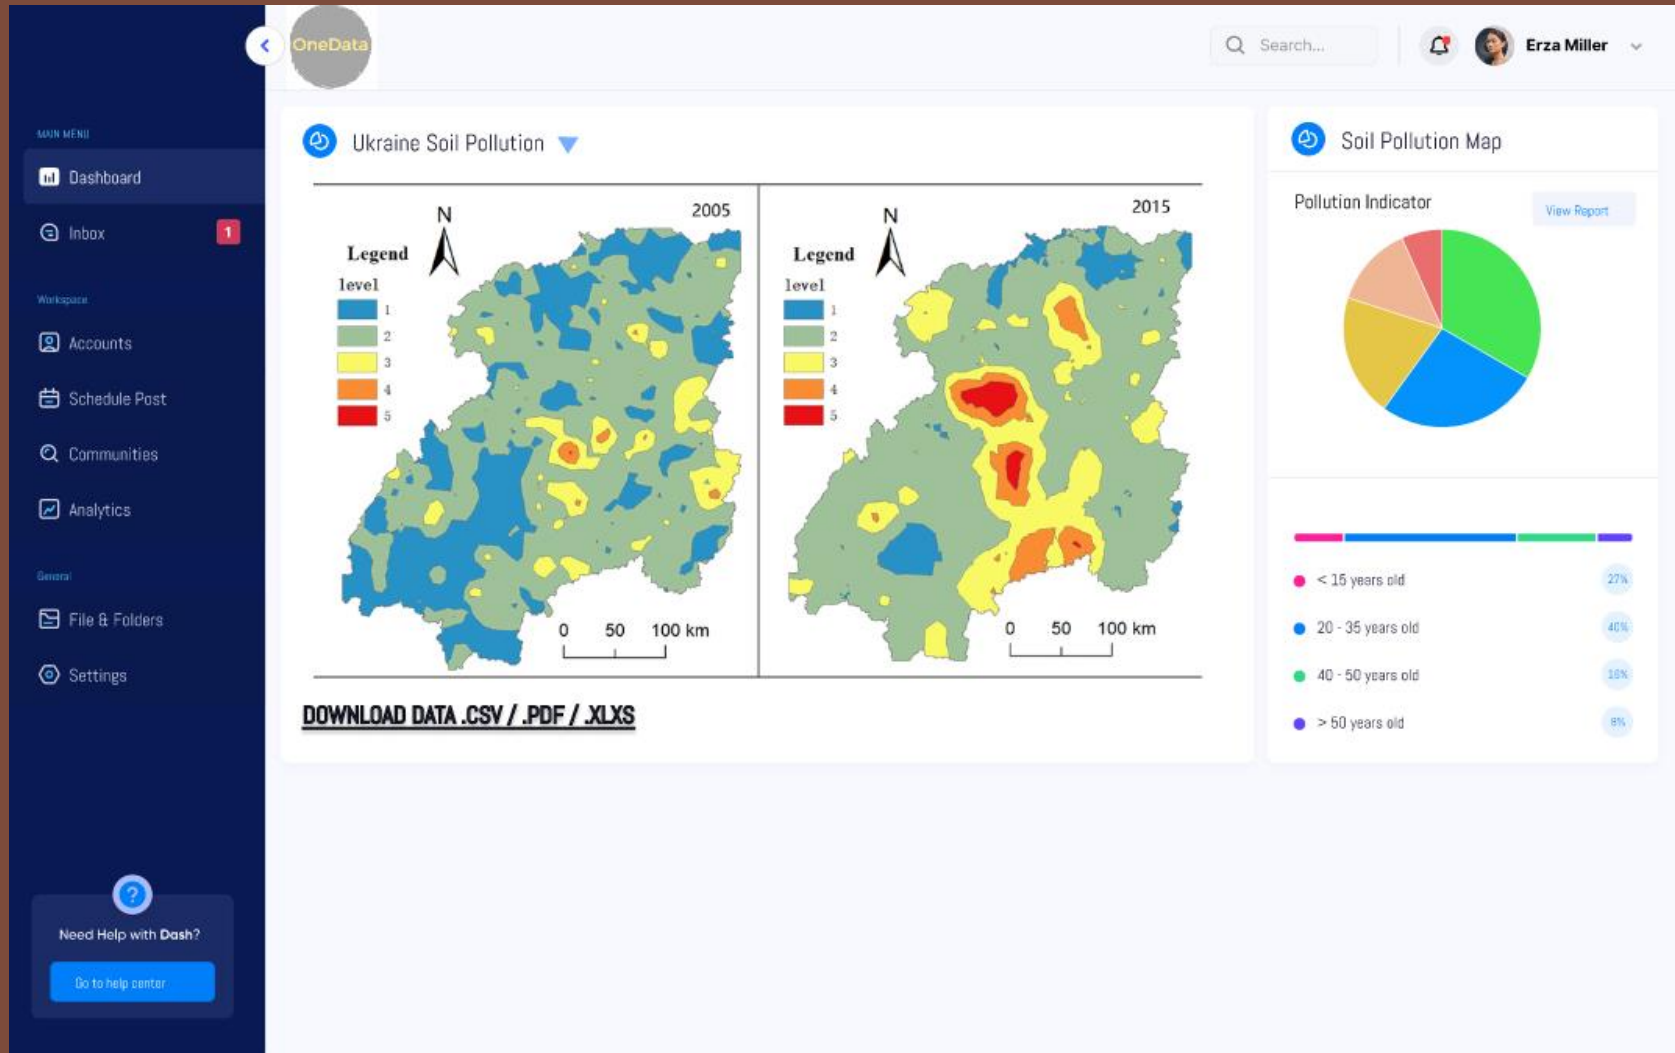 OneData
Search...
Erza Miller
MAIN MENU
Dashboard
Inbox
1
Workspace
Accounts
Schedule Post
Communities
Analytics
General
File & Folders
Settings
Need Help with Dash?
Go to help center
Ukraine Soil Pollution
N
2005
Legend
level
1
2
3
4
5
0 50 100 km
N
2015
Legend
level
1
2
3
4
5
0 50 100 km
DOWNLOAD DATA .CSV / .PDF / .XLXS
Soil Pollution Map
Pollution Indicator
View Report
< 15 years old
27%
20 - 35 years old
40%
40 - 50 years old
> 50 years old